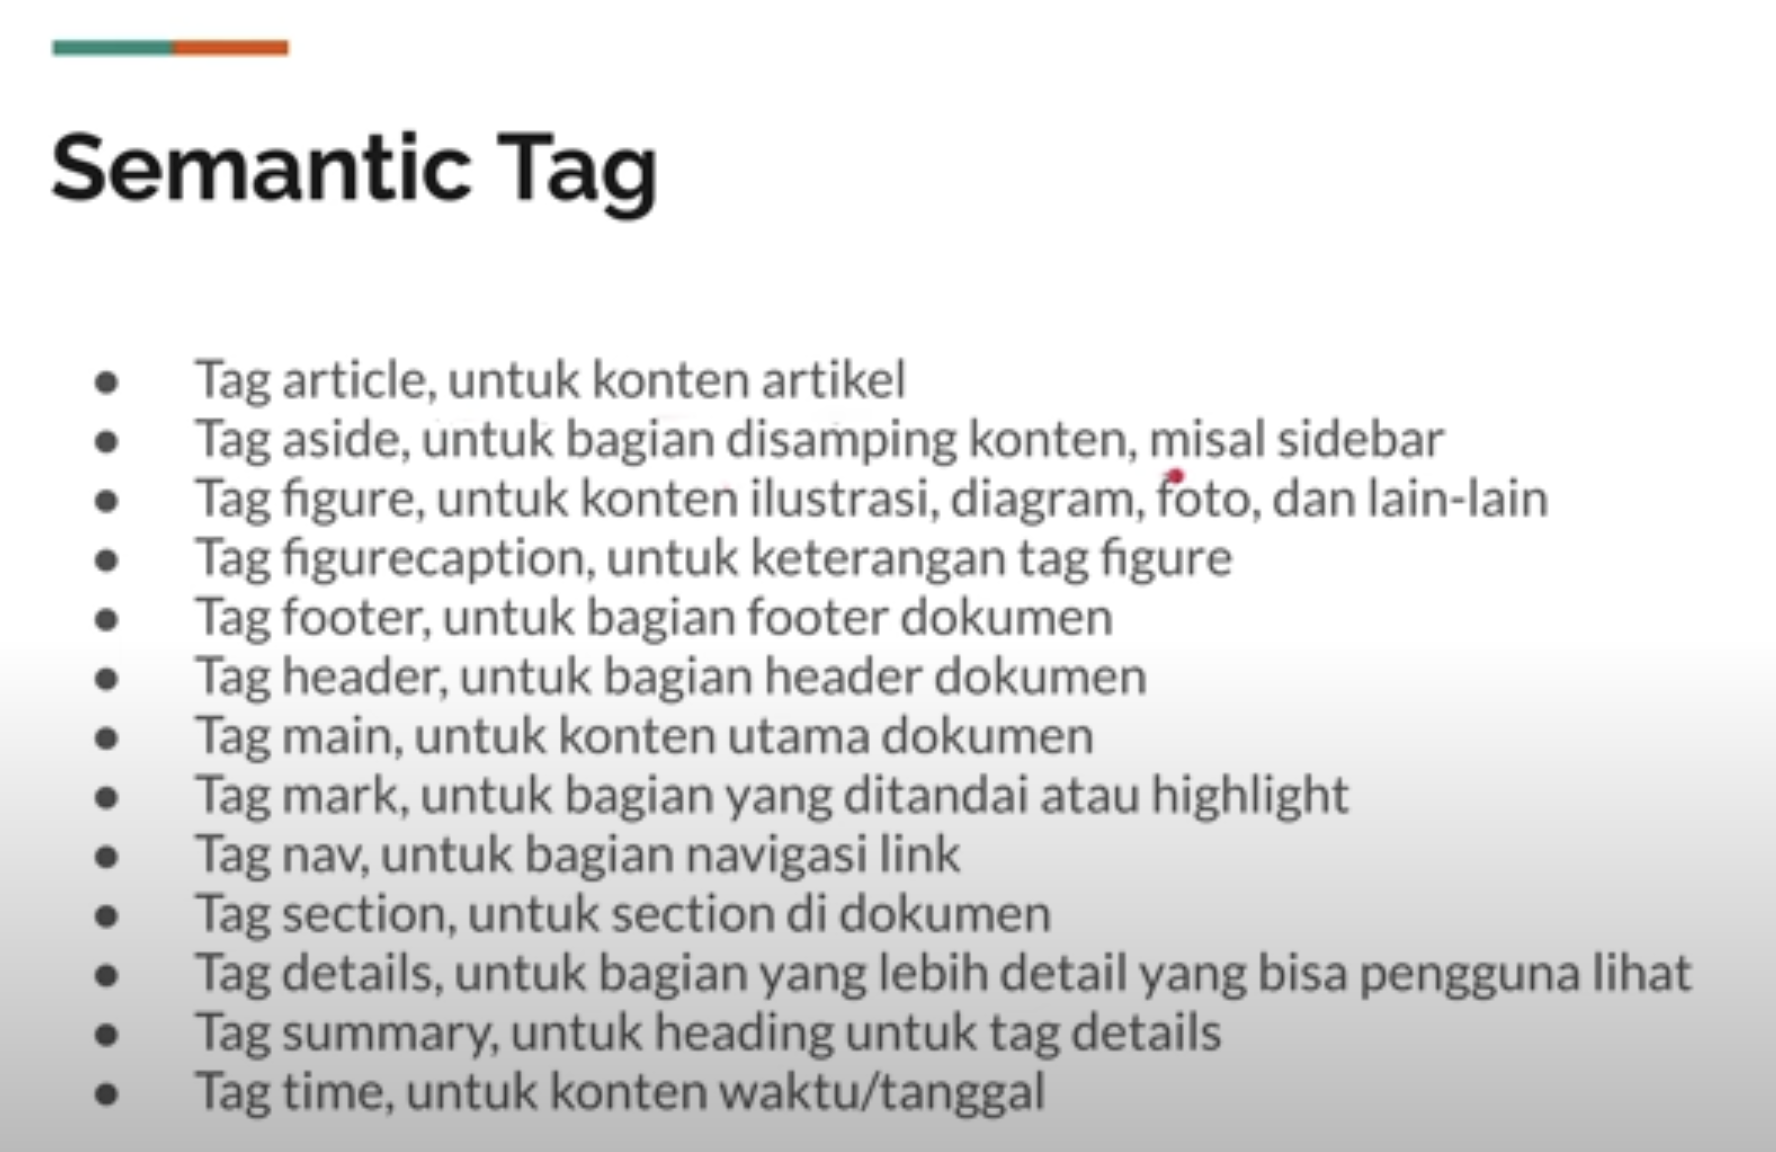 Semantic Tag
● Tag article, untuk konten artikel
● Tag aside, untuk bagian disamping konten, misal sidebar
● Tag figure, untuk konten ilustrasi, diagram, foto, dan lain-lain
● Tag figurecaption, untuk keterangan tag figure
● Tag footer, untuk bagian footer dokumen
● Tag header, untuk bagian header dokumen
● Tag main, untuk konten utama dokumen
● Tag mark, untuk bagian yang ditandai atau highlight
● Tag nav, untuk bagian navigasi link
● Tag section, untuk section di dokumen
● Tag details, untuk bagian yang lebih detail yang bisa pengguna lihat
● Tag summary, untuk heading untuk tag details
● Tag time, untuk konten waktu/tanggal